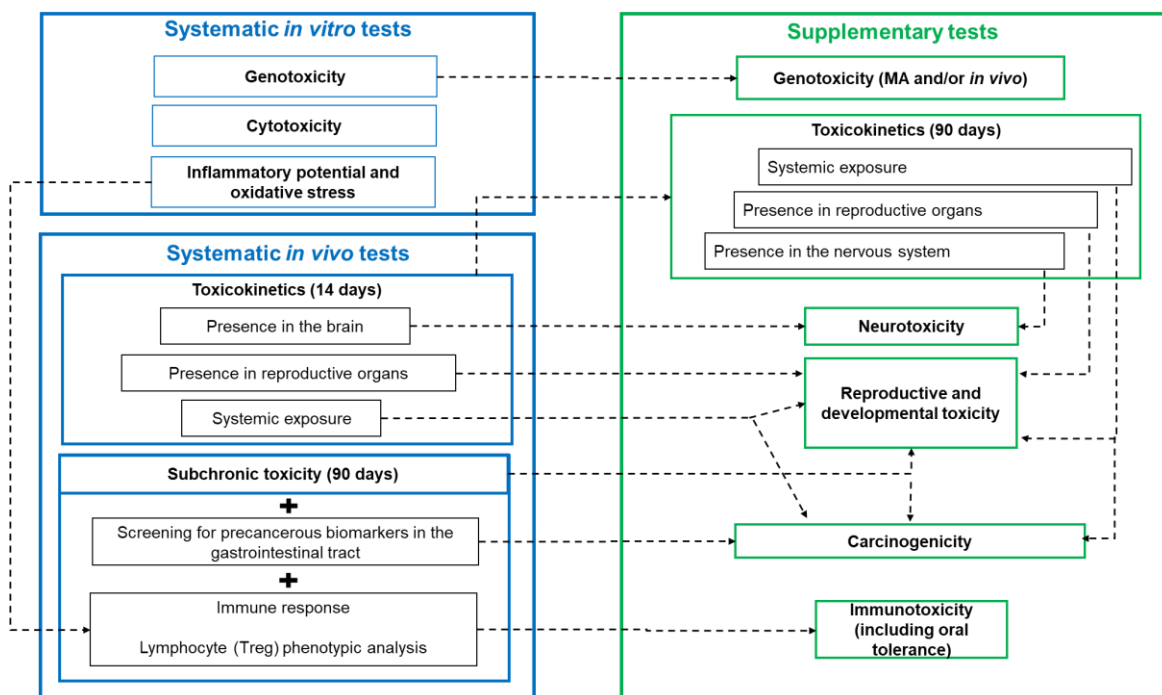 Systematic in vitro tests
Genotoxicity
Cytotoxicity
Inflammatory potential and
oxidative stress
Systematic in vivo tests
Toxicokinetics (14 days)
Presence in the brain
Presence in reproductive organs
Systemic exposure
Subchronic toxicity (90 days)
+
Screening for precancerous biomarkers in the
gastrointestinal tract
+
Immune response
Lymphocyte (Treg) phenotypic analysis
Supplementary tests
Genotoxicity (MA and/or in vivo)
Toxicokinetics (90 days)
Systemic exposure
Presence in reproductive organs
Presence in the nervous system
Neurotoxicity
Reproductive and
developmental toxicity
Carcinogenicity
Immunotoxicity
(including oral
tolerance)